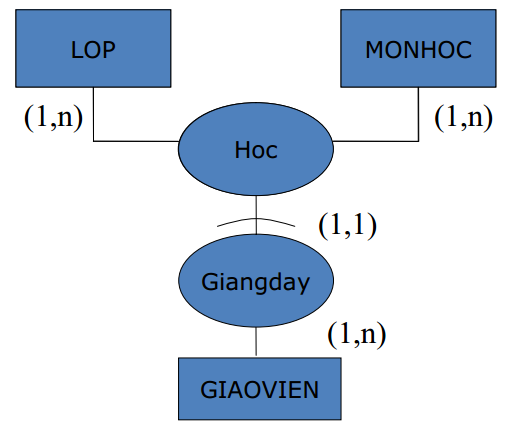 LOP
MONHOC
(1,n)
(1,n)
Hoc
(1,1)
Giangday
(1,n)
GIAOVIEN